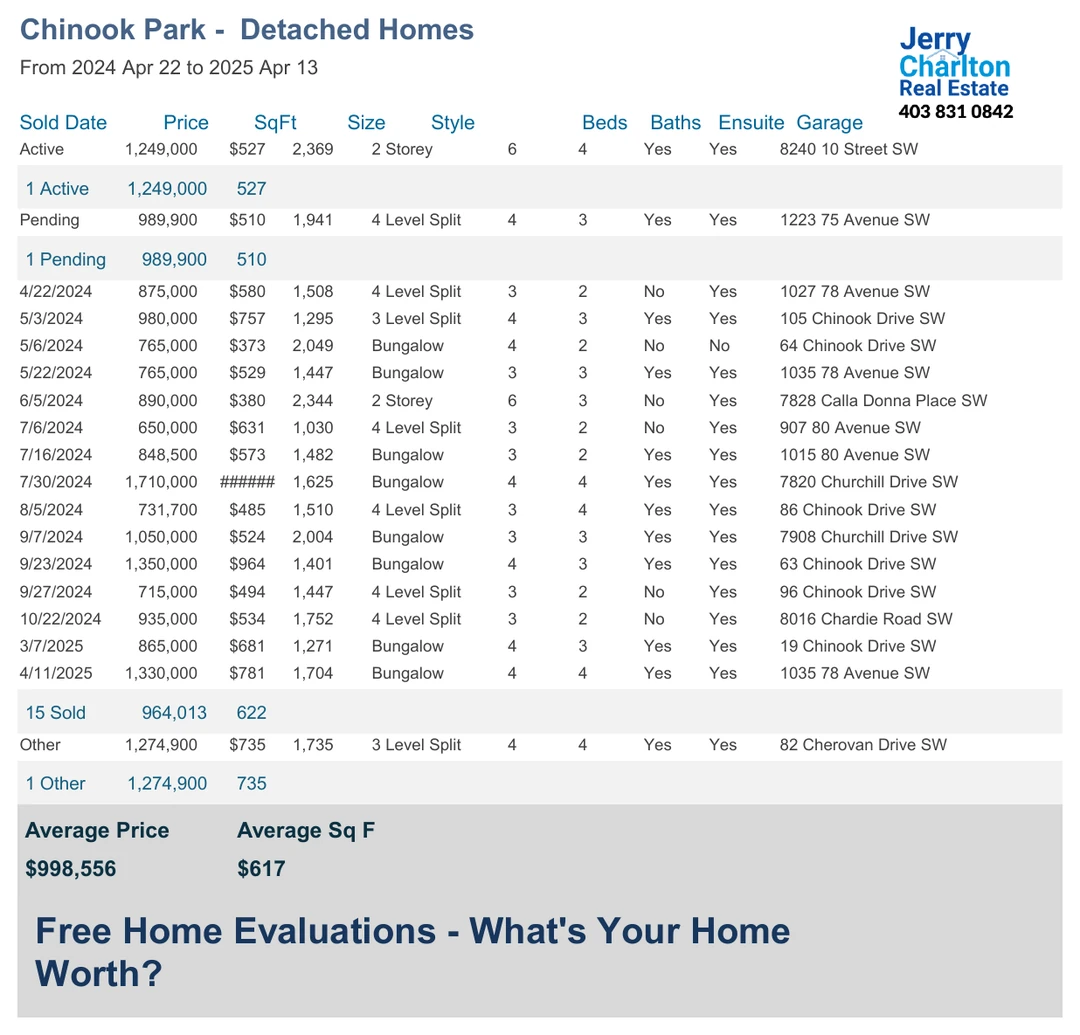 Chinook Park - Detached Homes
From 2024 Apr 22 to 2025 Apr 13
Jerry
Charlton
Real Estate
403 831 0842
Sold Date Price SqFt Size Style Beds Baths Ensuite Garage
Active 1,249,000 $527 2,369 2 Storey 6 4 Yes Yes 8240 10 Street SW
1 Active 1,249,000 527
Pending 989,900 $510 1,941 4 Level Split 4 3 Yes Yes 1223 75 Avenue SW
1 Pending 989,900 510
4/22/2024 875,000 $580 1,508 4 Level Split 3 2 No Yes 1027 78 Avenue SW
5/3/2024 980,000 $757 1,295 3 Level Split 4 3 Yes Yes 105 Chinook Drive SW
5/6/2024 765,000 $373 2,049 Bungalow 4 2 No No 64 Chinook Drive SW
5/22/2024 765,000 $529 1,447 Bungalow 3 3 Yes Yes 1035 78 Avenue SW
6/5/2024 890,000 $380 2,344 2 Storey 6 3 No Yes 7828 Calla Donna Place SW
7/6/2024 650,000 $631 1,030 4 Level Split 3 2 No Yes 907 80 Avenue SW
7/16/2024 848,500 $573 1,482 Bungalow 3 2 Yes Yes 1015 80 Avenue SW
7/30/2024 1,710,000 ###### 1,625 Bungalow 4 4 Yes Yes 7820 Churchill Drive SW
8/5/2024 731,700 $485 1,510 4 Level Split 3 4 Yes Yes 86 Chinook Drive SW
9/7/2024 1,050,000 $524 2,004 Bungalow 3 3 Yes Yes 7908 Churchill Drive SW
9/23/2024 1,350,000 $964 1,401 Bungalow 4 3 Yes Yes 63 Chinook Drive SW
9/27/2024 715,000 $494 1,447 4 Level Split 3 2 No Yes 96 Chinook Drive SW
10/22/2024 935,000 $534 1,752 4 Level Split 3 2 No Yes 8016 Chardie Road SW
3/7/2025 865,000 $681 1,271 Bungalow 4 3 Yes Yes 19 Chinook Drive SW
4/11/2025 1,330,000 $781 1,704 Bungalow 4 4 Yes Yes 1035 78 Avenue SW
15 Sold 964,013 622
Other 1,274,900 $735 1,735 3 Level Split 4 4 Yes Yes 82 Cherovan Drive SW
1 Other 1,274,900 735
Average Price Average Sq F
$998,556 $617
Free Home Evaluations - What's Your Home
Worth?